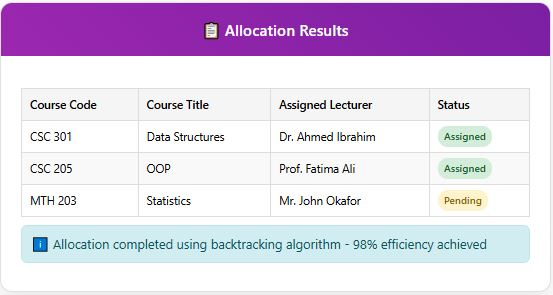 📋 Allocation Results
Course Code Course Title Assigned Lecturer Status
CSC 301 Data Structures Dr. Ahmed Ibrahim Assigned
CSC 205 OOP Prof. Fatima Ali Assigned
MTH 203 Statistics Mr. John Okafor Pending
ℹ️ Allocation completed using backtracking algorithm - 98% efficiency achieved